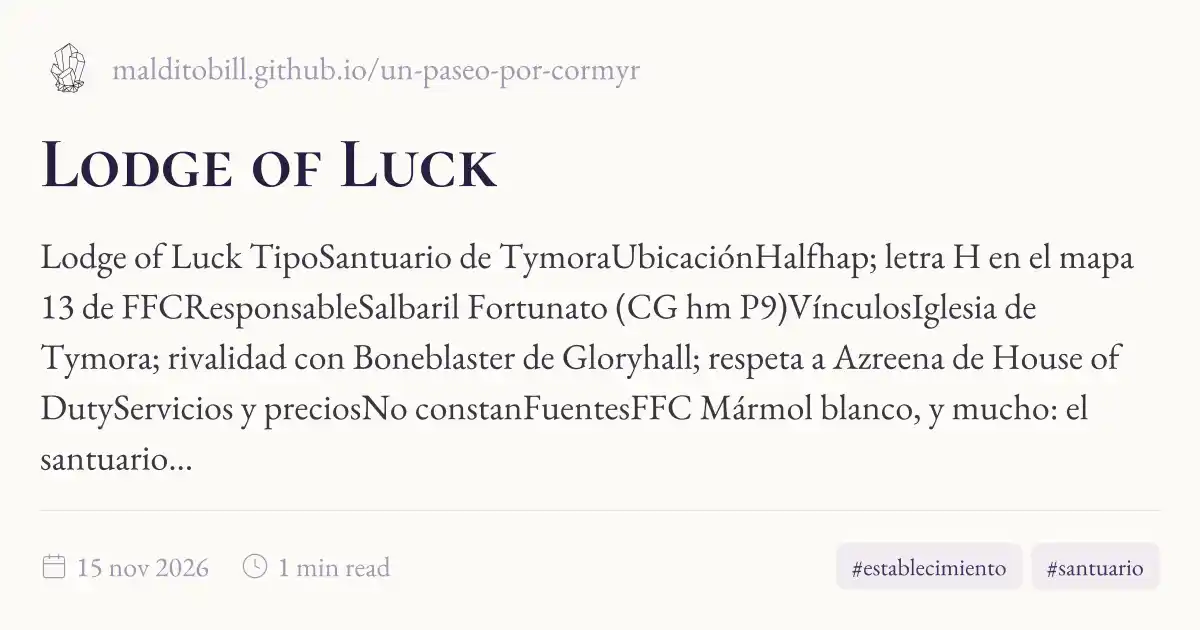 malditobill.github.io/un-paseo-por-cormyr
Lodge of Luck
Lodge of Luck TipoSantuario de TymoraUbicaciónHalfhap; letra H en el mapa
13 de FFCResponsableSalbaril Fortunato (CG hm P9)VínculosIglesia de
Tymora; rivalidad con Boneblaster de Gloryhall; respeta a Azreena de House of
DutyServicios y preciosNo constanFuentesFFC Mármol blanco, y mucho: el
santuario...
15 nov 2026 1 min read #establecimiento #santuario